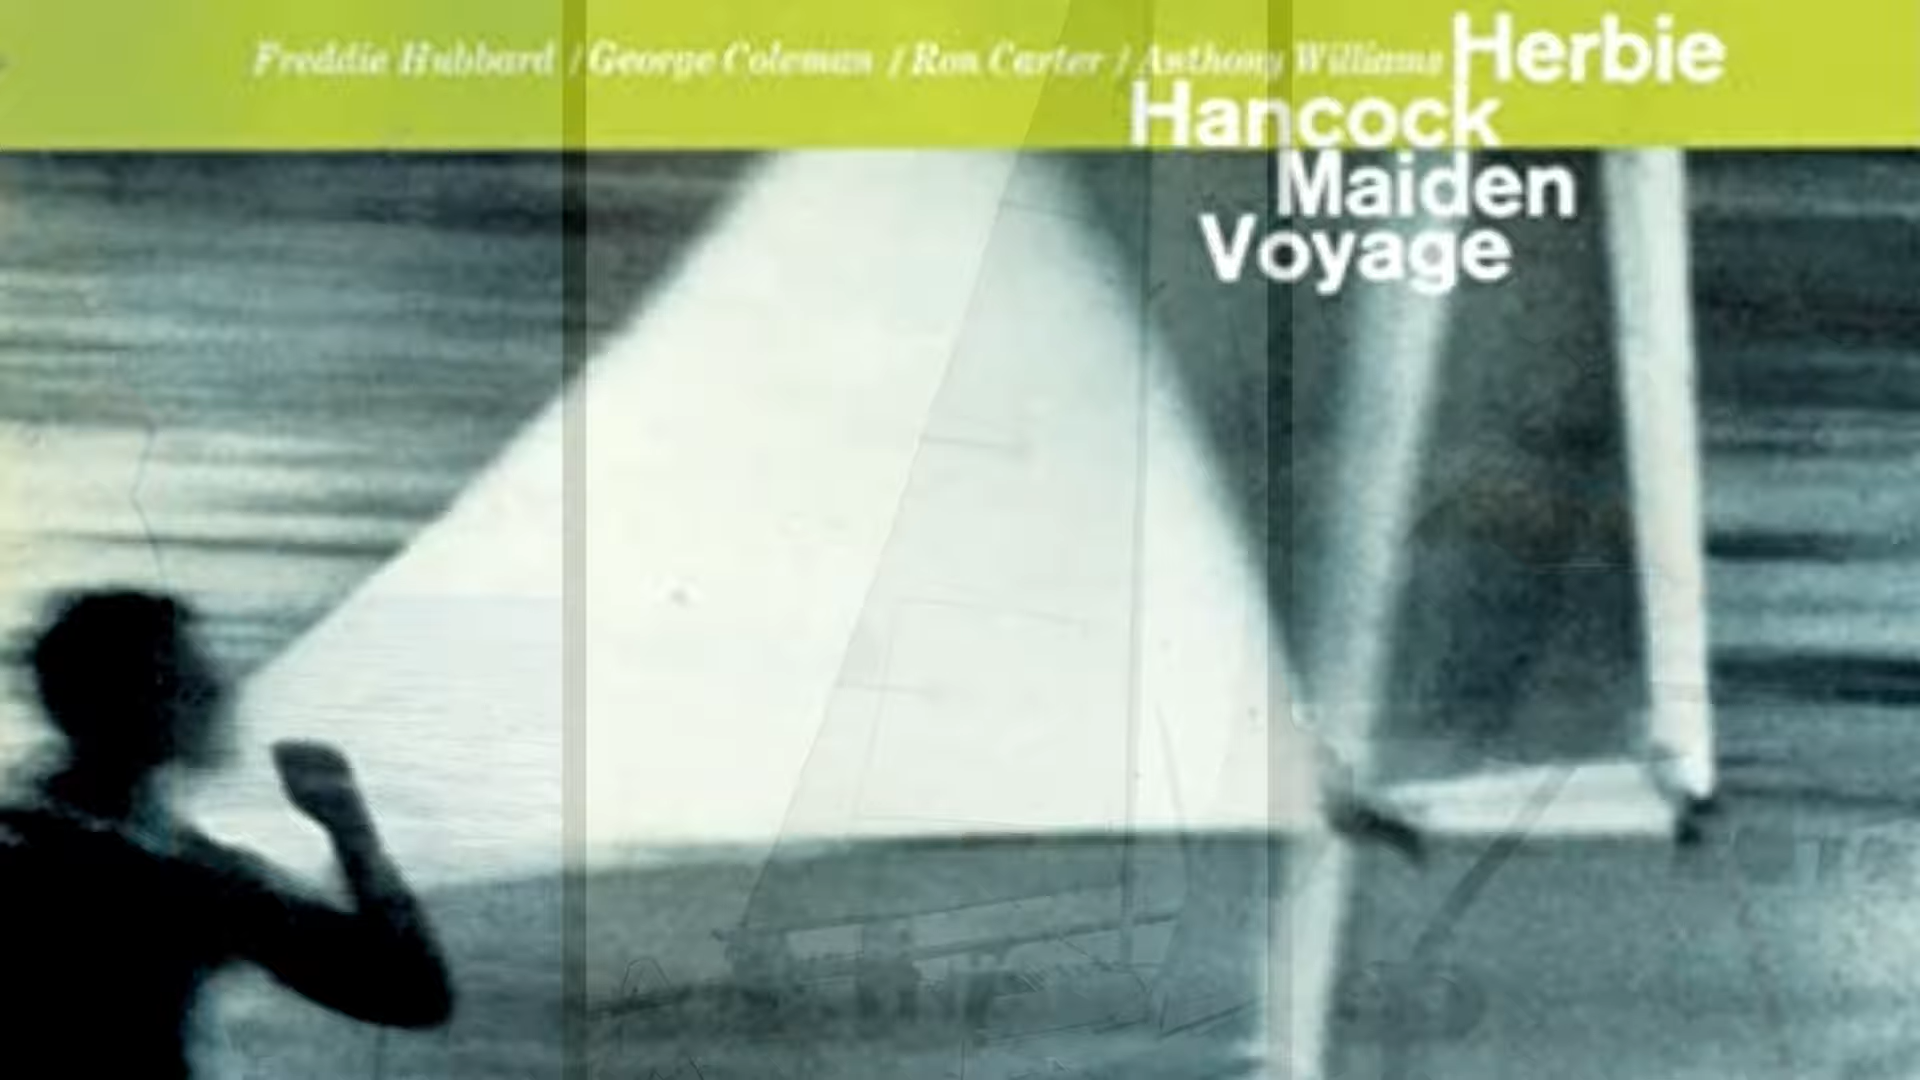 Freddie Hubbard / George Coleman / Ron Carter / Anthony Williams Herbie
Hancock
Maiden
Voyage